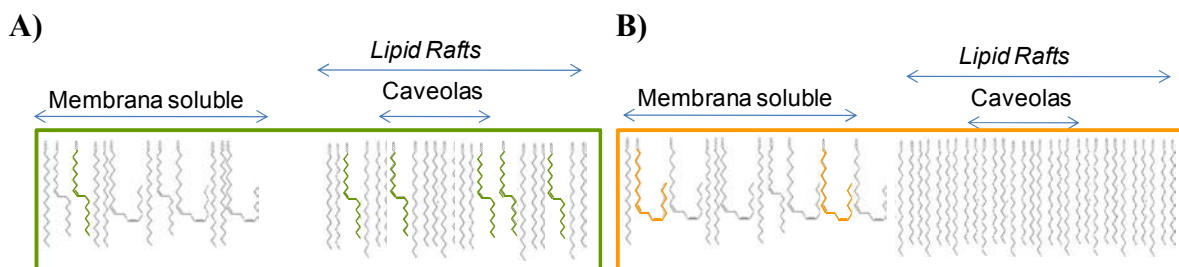 A)
Lipid Rafts
Membrana soluble
Caveolas
B)
Lipid Rafts
Membrana soluble
Caveolas